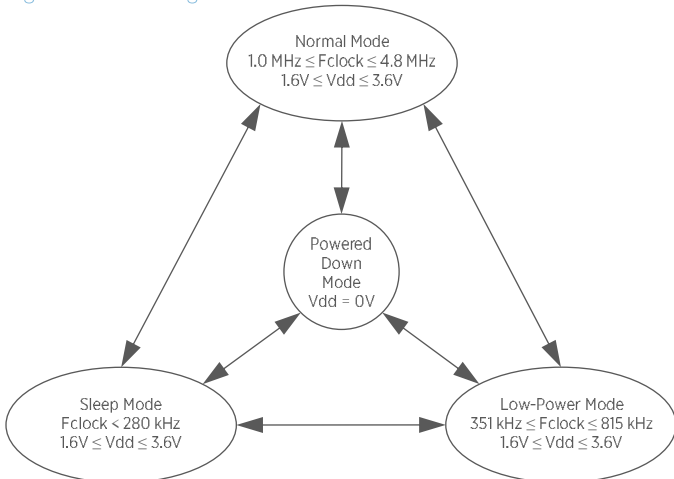 Normal Mode
1.0 MHz ≤ Fclock ≤ 4.8 MHz
1.6V ≤ Vdd ≤ 3.6V
Powered
Down
Mode
Vdd = 0V
Sleep Mode
Fclock < 280 kHz
1.6V ≤ Vdd ≤ 3.6V
Low-Power Mode
351 kHz ≤ Fclock ≤ 815 kHz
1.6V ≤ Vdd ≤ 3.6V